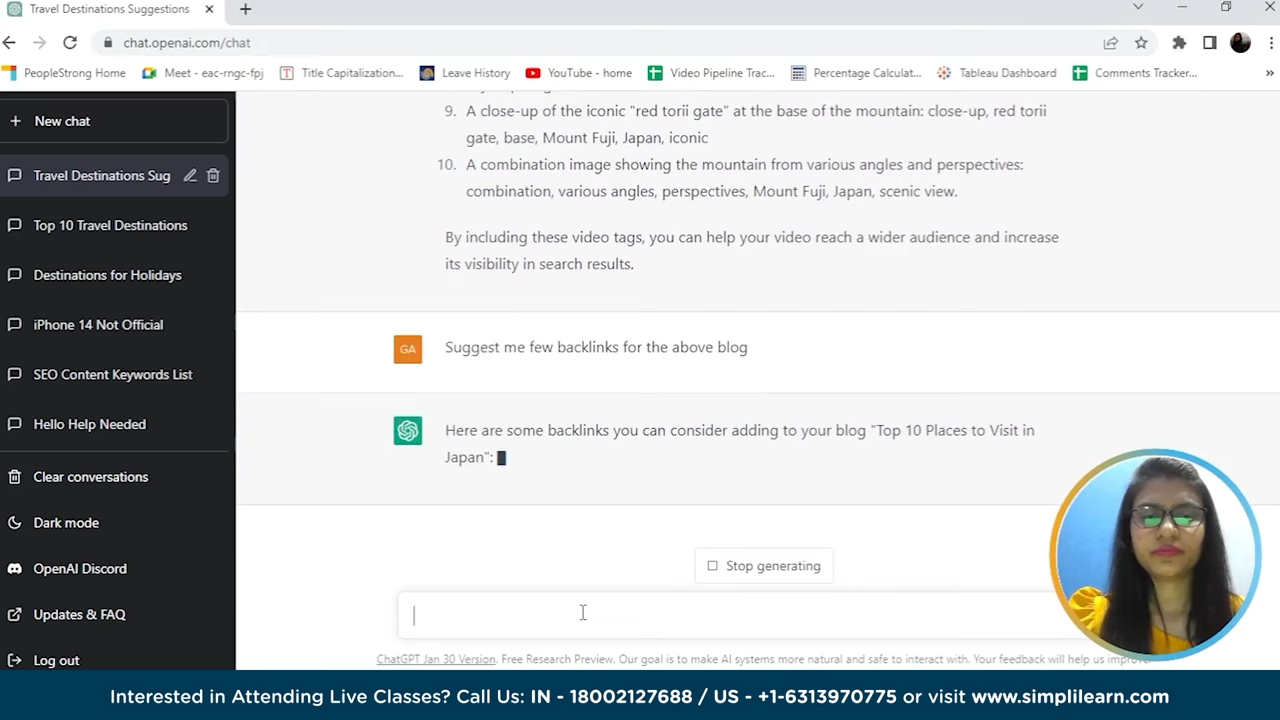 Travel Destinations Suggestions
chat.openai.com/chat
PeopleStrong Home
Meet - eac-rngc-fpj
Title Capitalization...
Leave History
YouTube - home
Video Pipeline Trac...
Percentage Calculat...
Tableau Dashboard
Comments Tracker...
New chat
Travel Destinations Sug
Top 10 Travel Destinations
Destinations for Holidays
iPhone 14 Not Official
SEO Content Keywords List
Hello Help Needed
Clear conversations
Dark mode
OpenAI Discord
Updates & FAQ
Log out
9. A close-up of the iconic "red torii gate" at the base of the mountain: close-up, red torii
gate, base, Mount Fuji, Japan, iconic
10. A combination image showing the mountain from various angles and perspectives:
combination, various angles, perspectives, Mount Fuji, Japan, scenic view.
By including these video tags, you can help your video reach a wider audience and increase
its visibility in search results.
GA
Suggest me few backlinks for the above blog
Here are some backlinks you can consider adding to your blog "Top 10 Places to Visit in
Japan":
Stop generating
ChatGPT Jan 30 Version. Free Research Preview. Our goal is to make AI systems more natural and safe to interact with. Your feedback will help us
Interested in Attending Live Classes? Call Us: IN - 18002127688 / US - +1-6313970775 or visit www.simplilearn.com